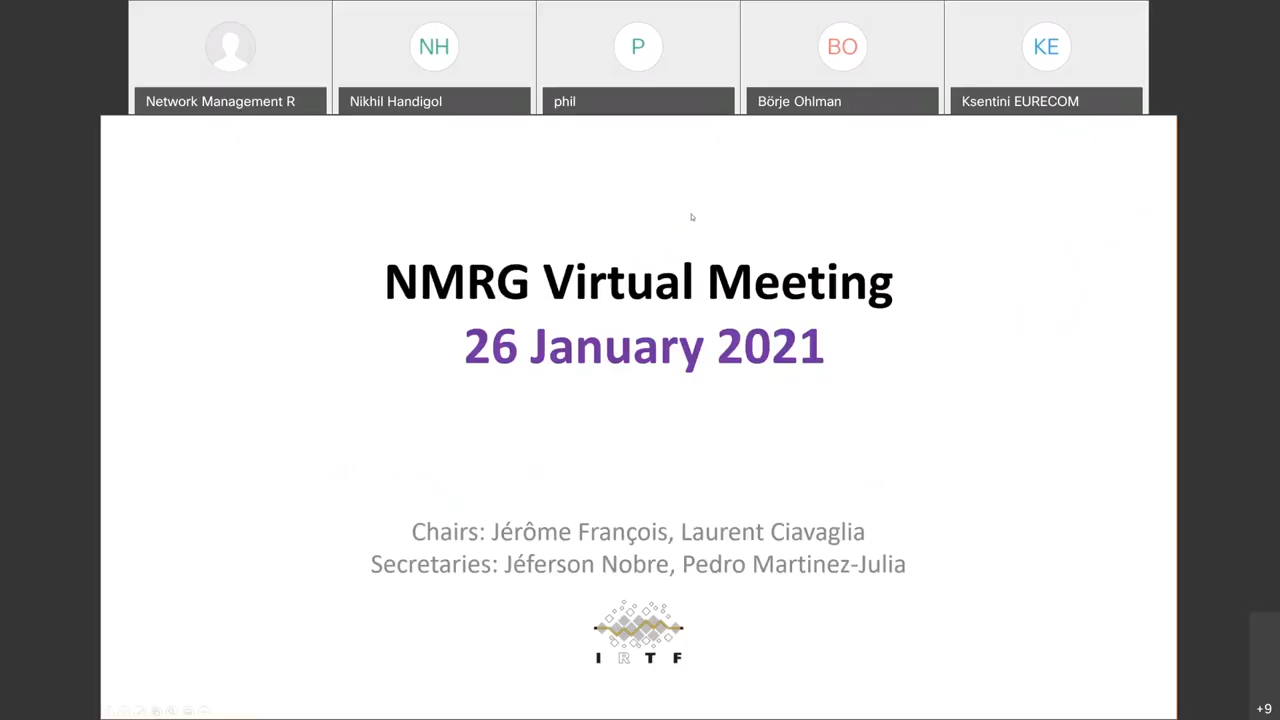 NH
P
BO
KE
Network Management R
Nikhil Handigol
phil
Börje Ohlman
Ksentini EURECOM
NMRG Virtual Meeting
26 January 2021
Chairs: Jérôme François, Laurent Ciavaglia
Secretaries: Jéferson Nobre, Pedro Martinez-Julia
I R T F
+9